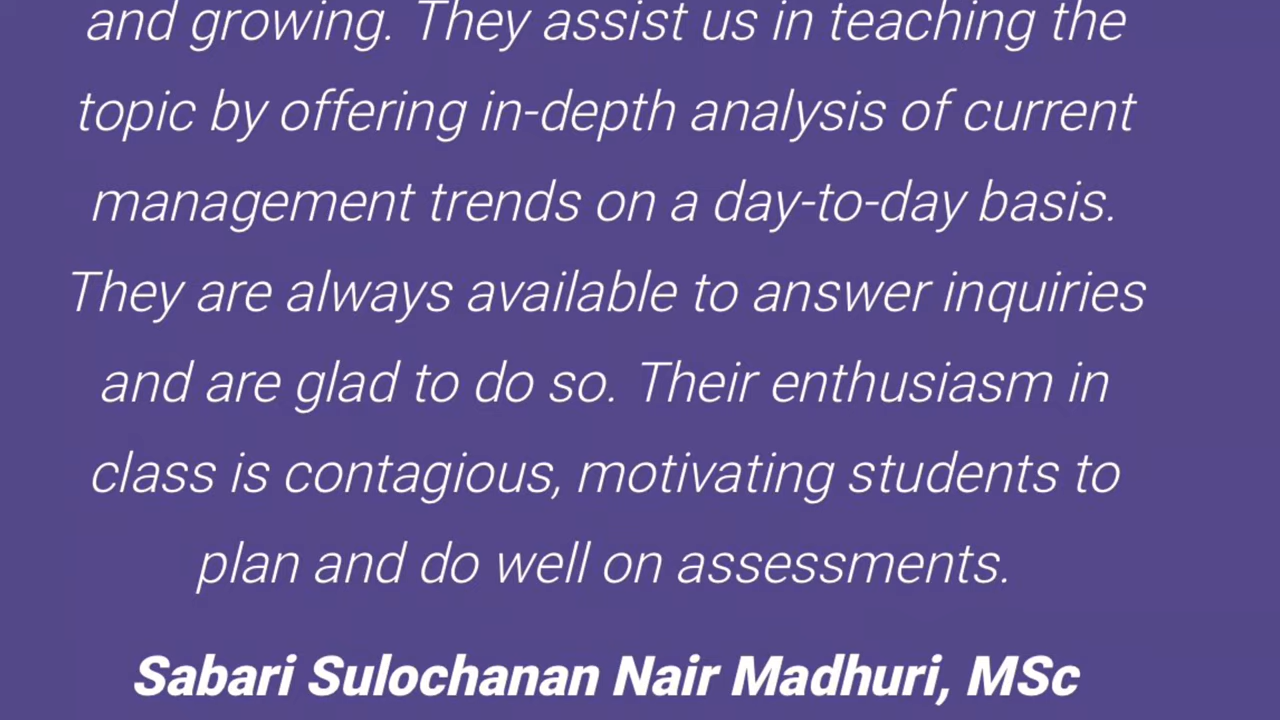 and growing. They assist us in teaching the
topic by offering in-depth analysis of current
management trends on a day-to-day basis.
They are always available to answer inquiries
and are glad to do so. Their enthusiasm in
class is contagious, motivating students to
plan and do well on assessments.
Sabari Sulochanan Nair Madhuri, MSc